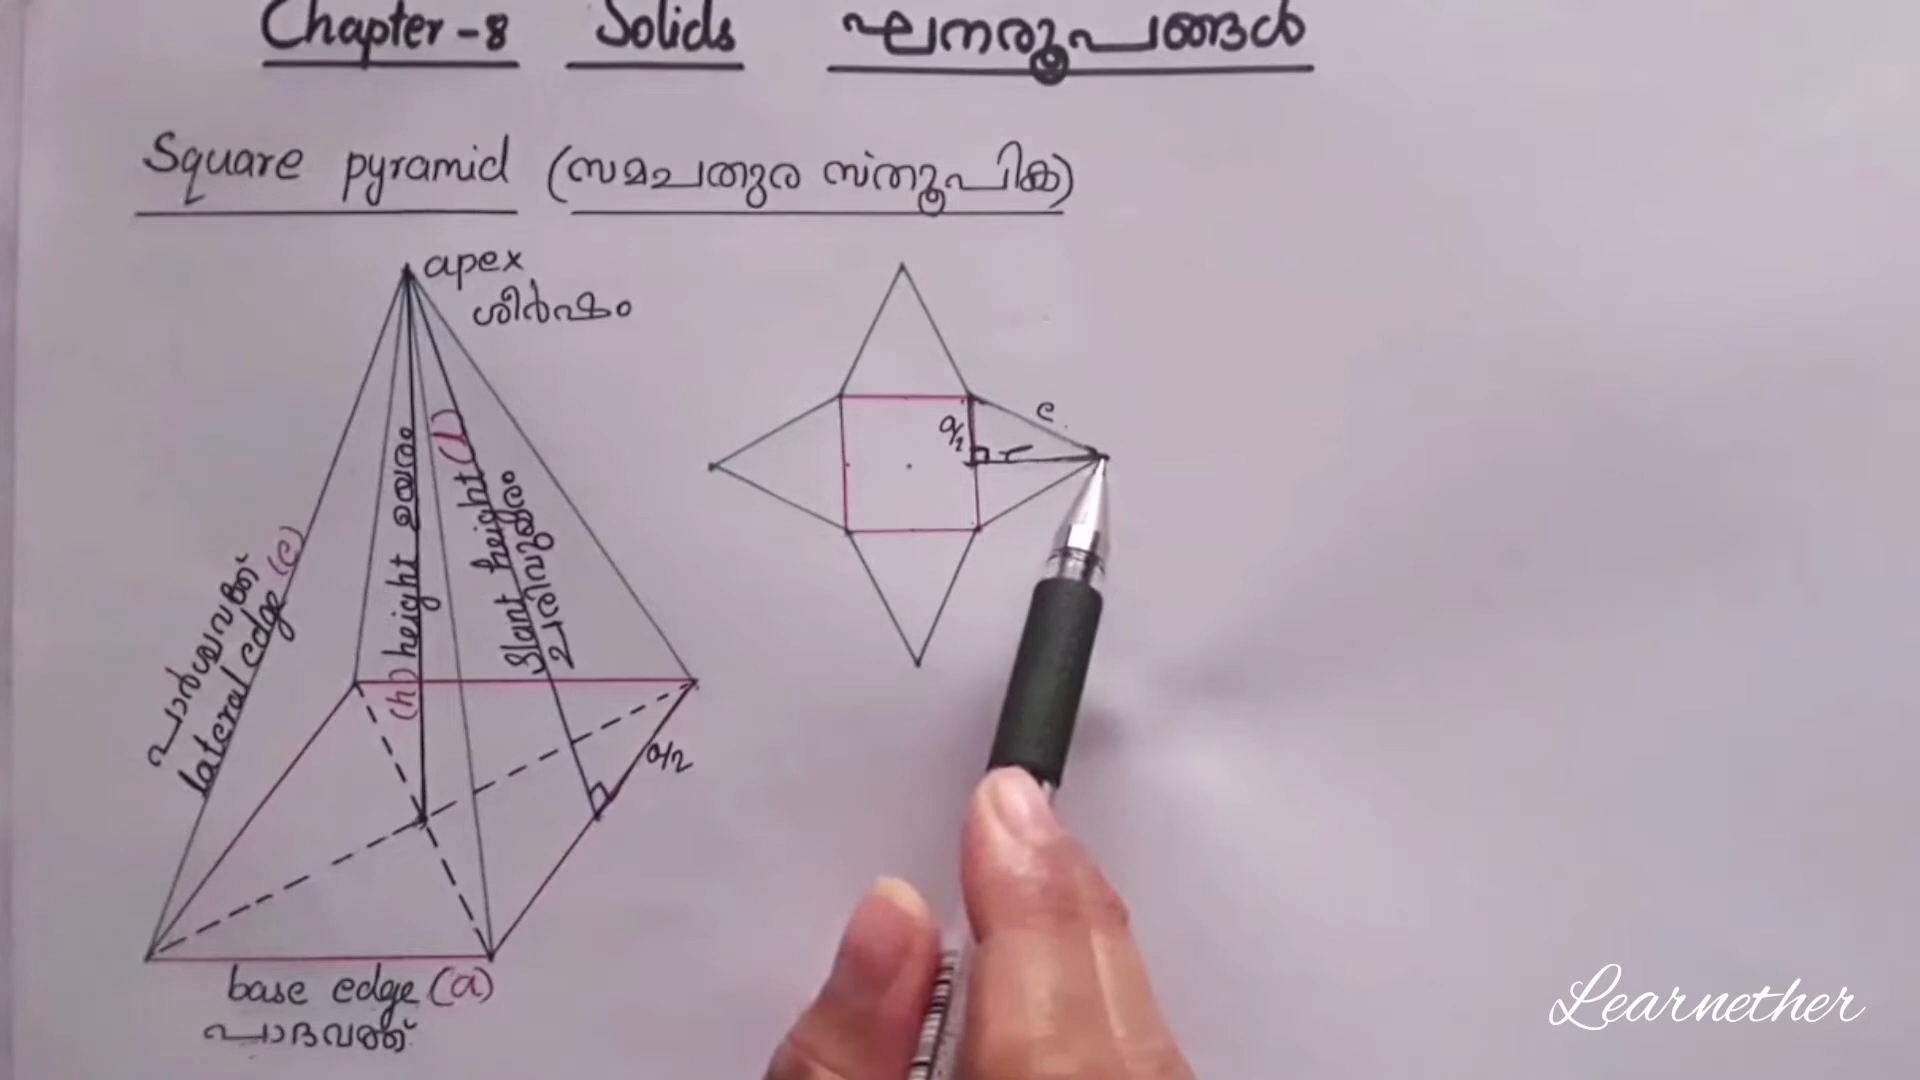 Chapter-8 Solids ഘനരൂപങ്ങൾ
Square pyramid (സമചതുര സ്തൂപിക)
apex
ശീർഷം
പാർശ്വവക്ക്
lateral edge (e)
(h) height ഉയരം
Slant height (l)
ചരിവുയരം
a/2
base edge (a)
പാദവക്ക്
a/2
e
Learnether